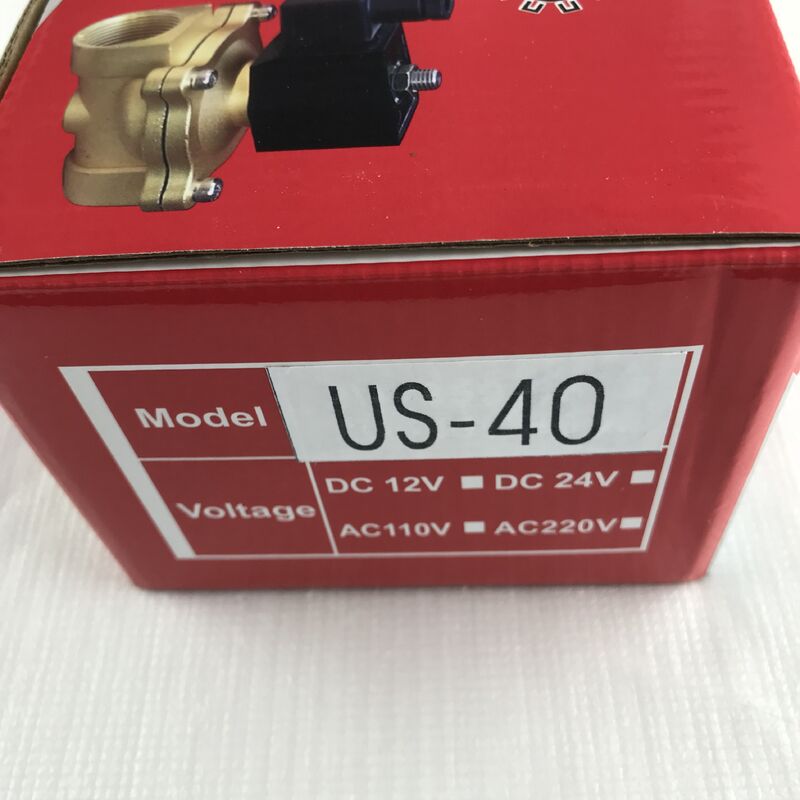 Model US-40
Voltage
DC 12V DC 24V
AC110V AC220V